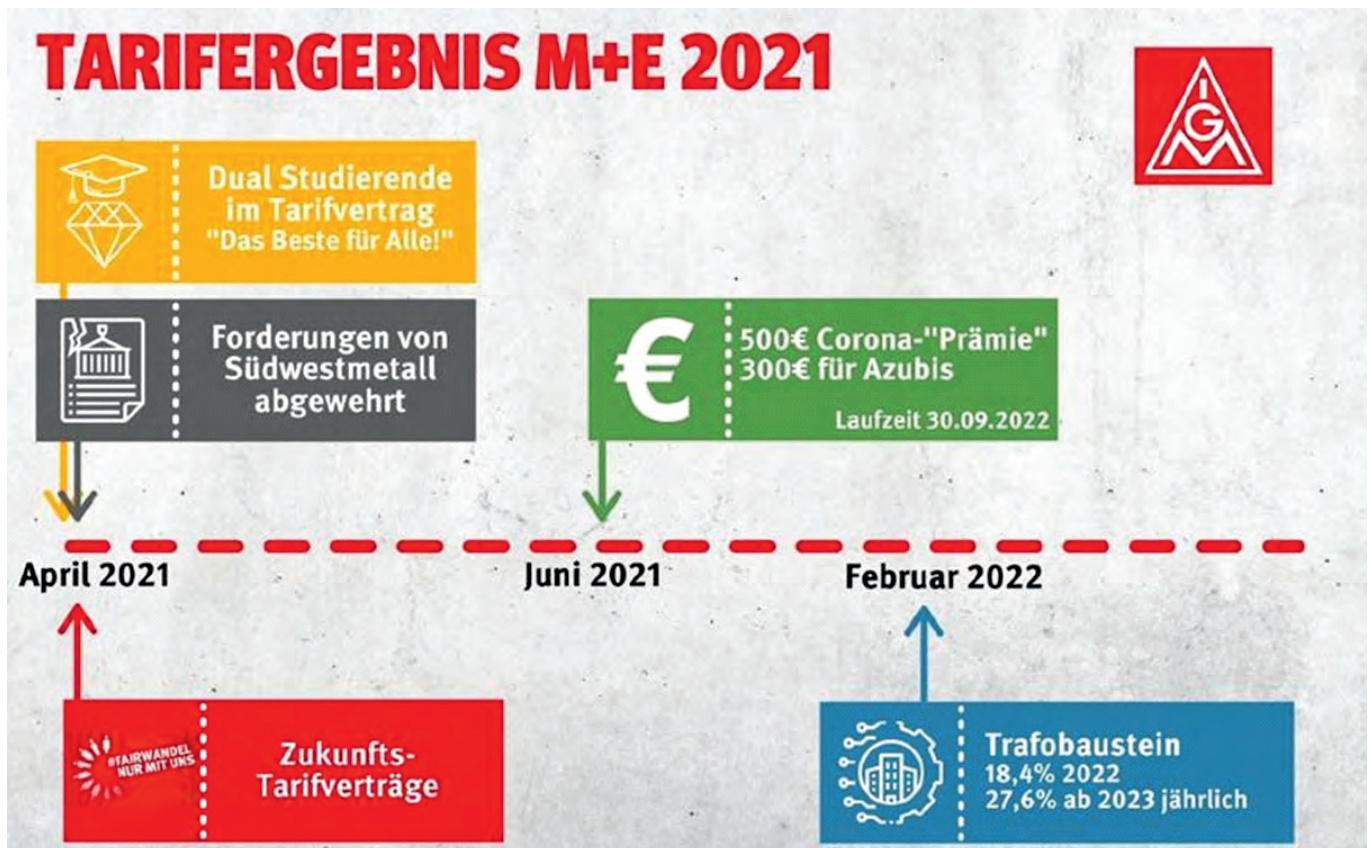 TARIFERGEBNIS M+E 2021
IGM
Dual Studierende
im Tarifvertrag
"Das Beste für Alle!"
Forderungen von
Südwestmetall
abgewehrt
€
500€ Corona-"Prämie"
300€ für Azubis
Laufzeit 30.09.2022
April 2021
Juni 2021
Februar 2022
#FAIRWANDEL
NUR MIT UNS
Zukunfts-
Tarifverträge
Trafobaustein
18,4% 2022
27,6% ab 2023 jährlich